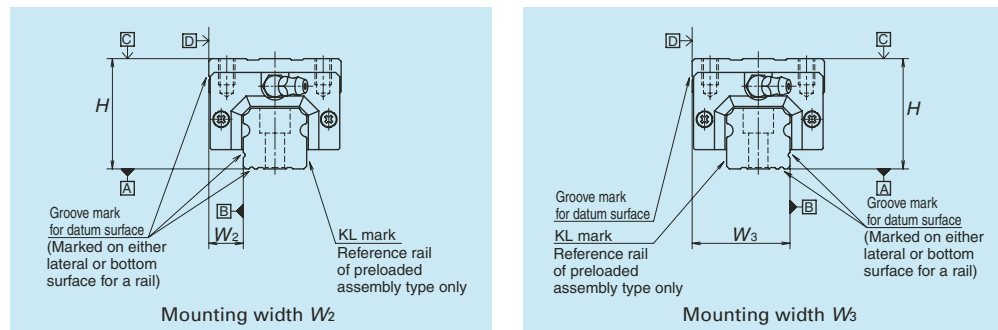 C
D
H
A
B
W2
Groove mark
for datum surface
(Marked on either
lateral or bottom
surface for a rail)
KL mark
Reference rail
of preloaded
assembly type only
Mounting width W2
D
C
H
A
B
W3
Groove mark
for datum surface
KL mark
Reference rail
of preloaded
assembly type only
Groove mark
for datum surface
(Marked on either
lateral or bottom
surface for a rail)
Mounting width W3